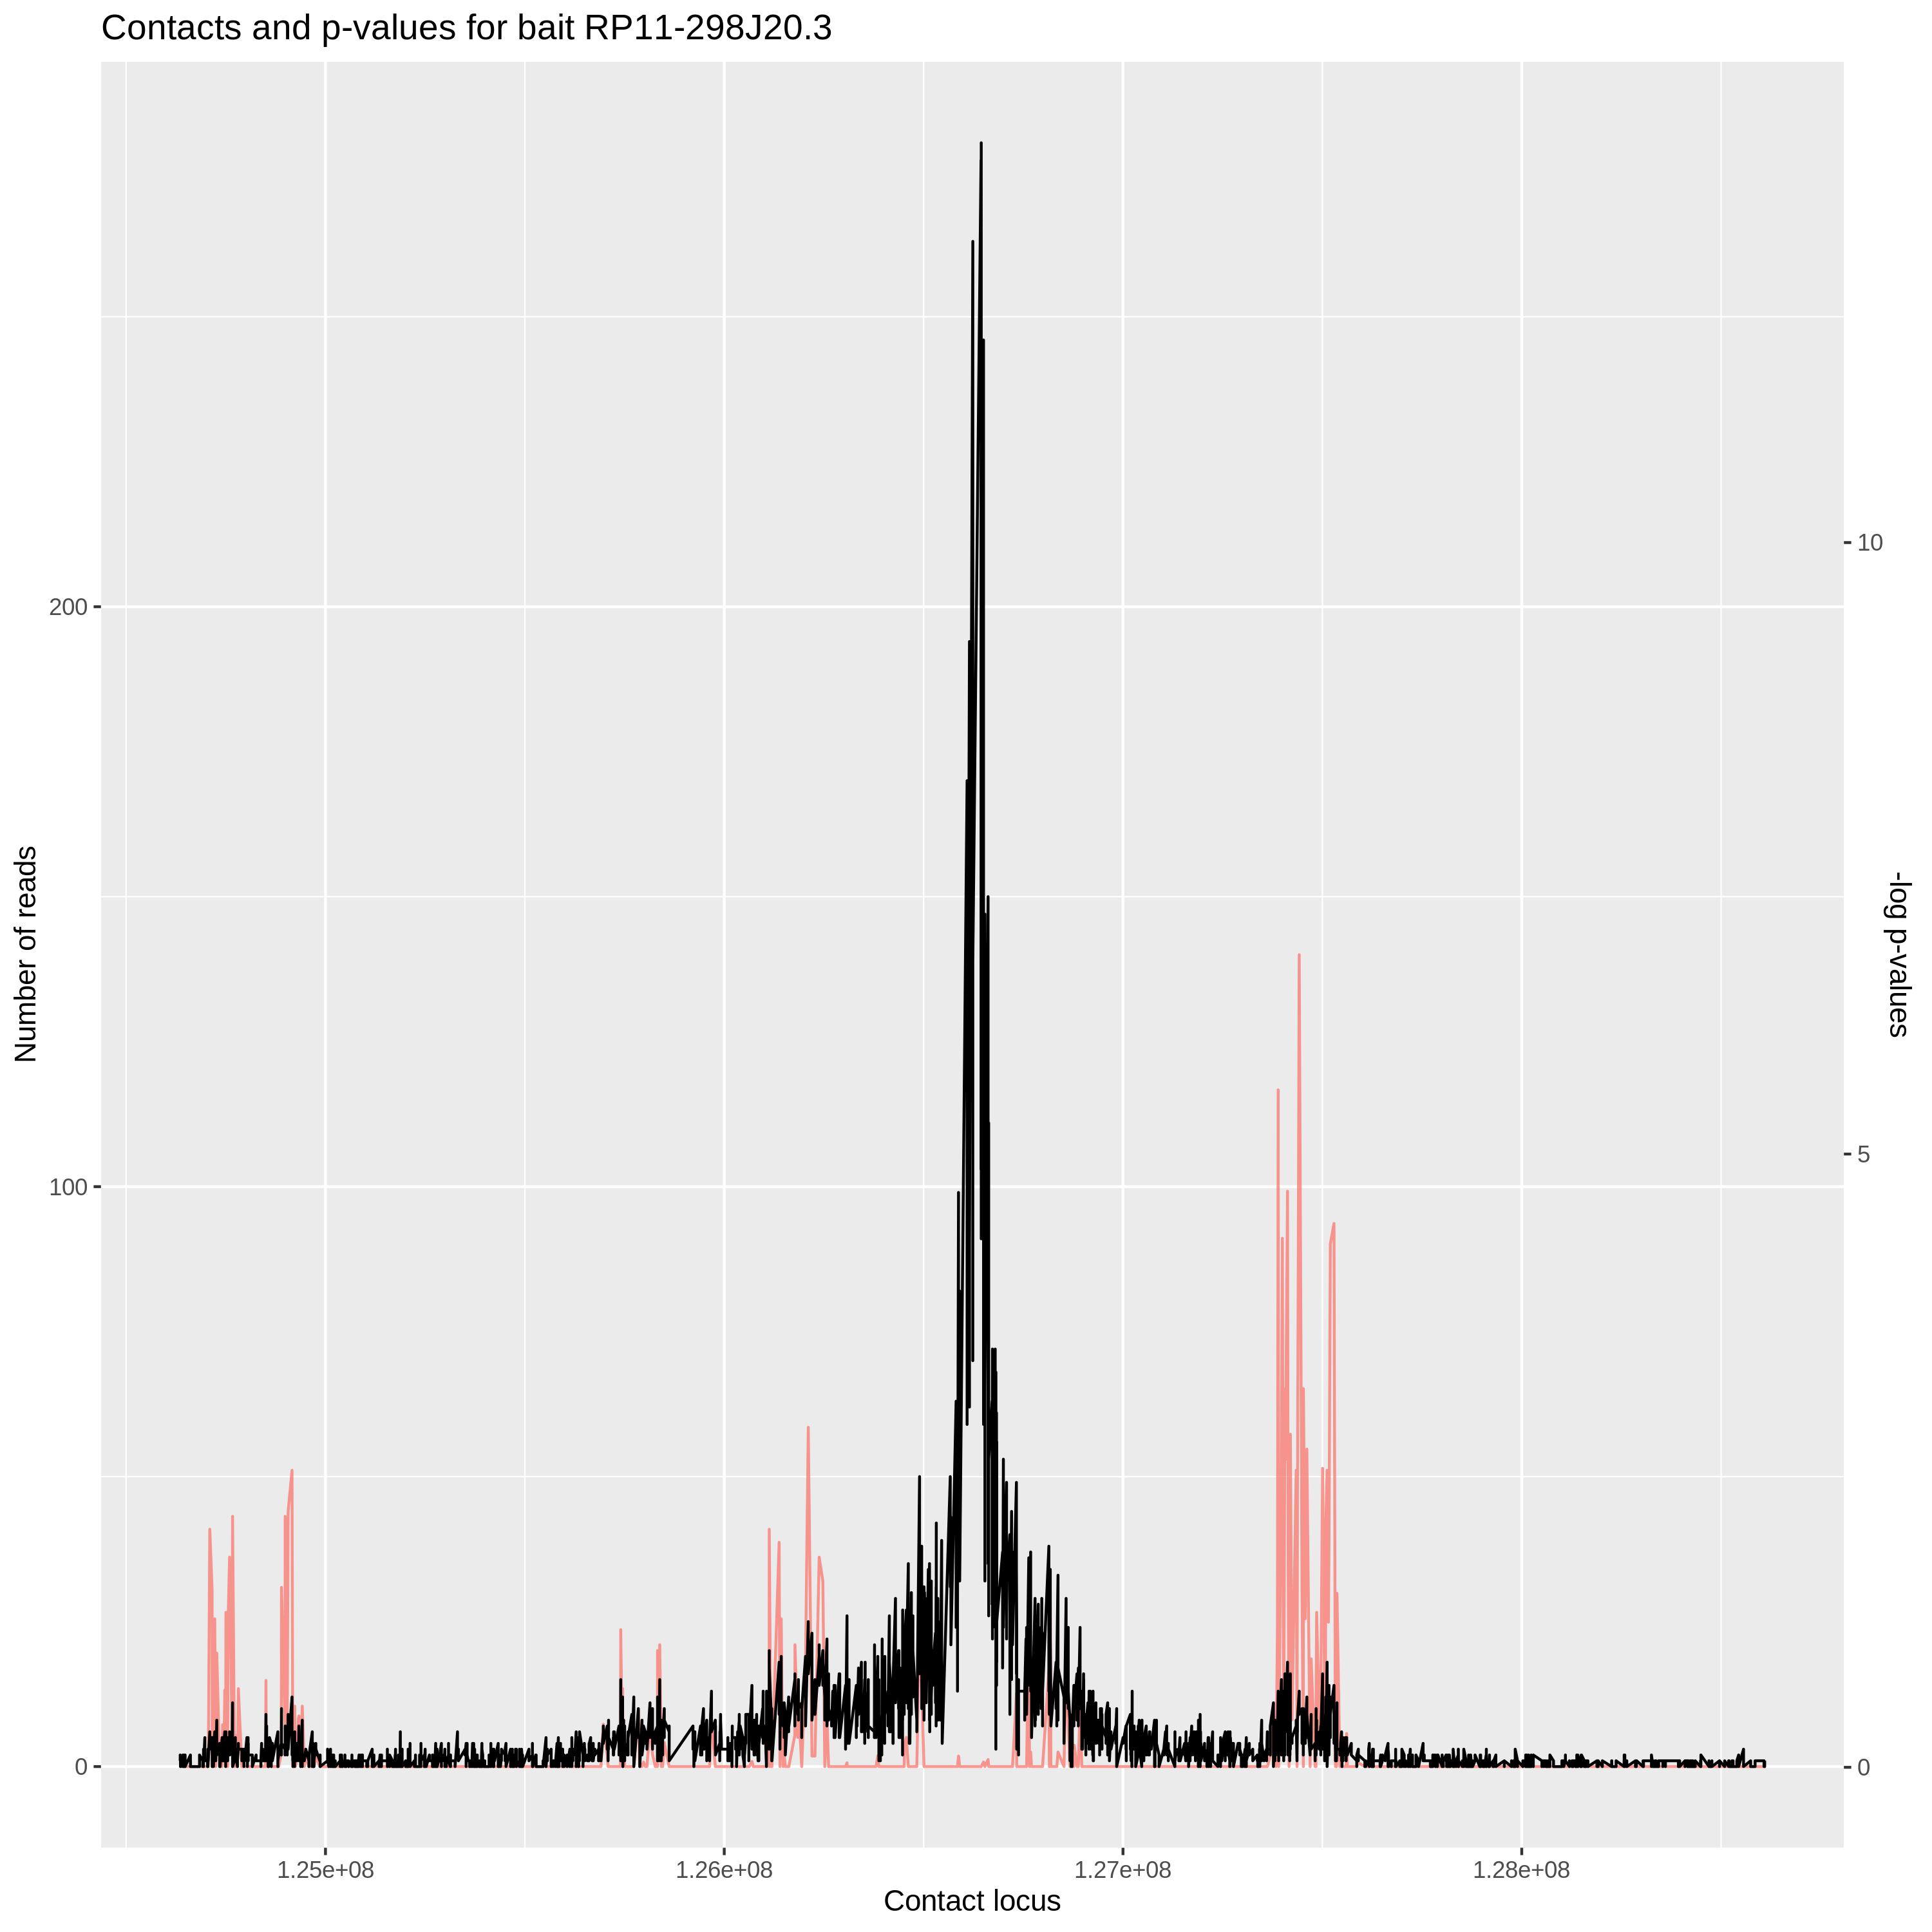 Contacts and p-values for bait RP11-298J20.3
Number of reads
200
100
0
10
5
0
-log p-values
1.25e+08 1.26e+08 1.27e+08 1.28e+08
Contact locus